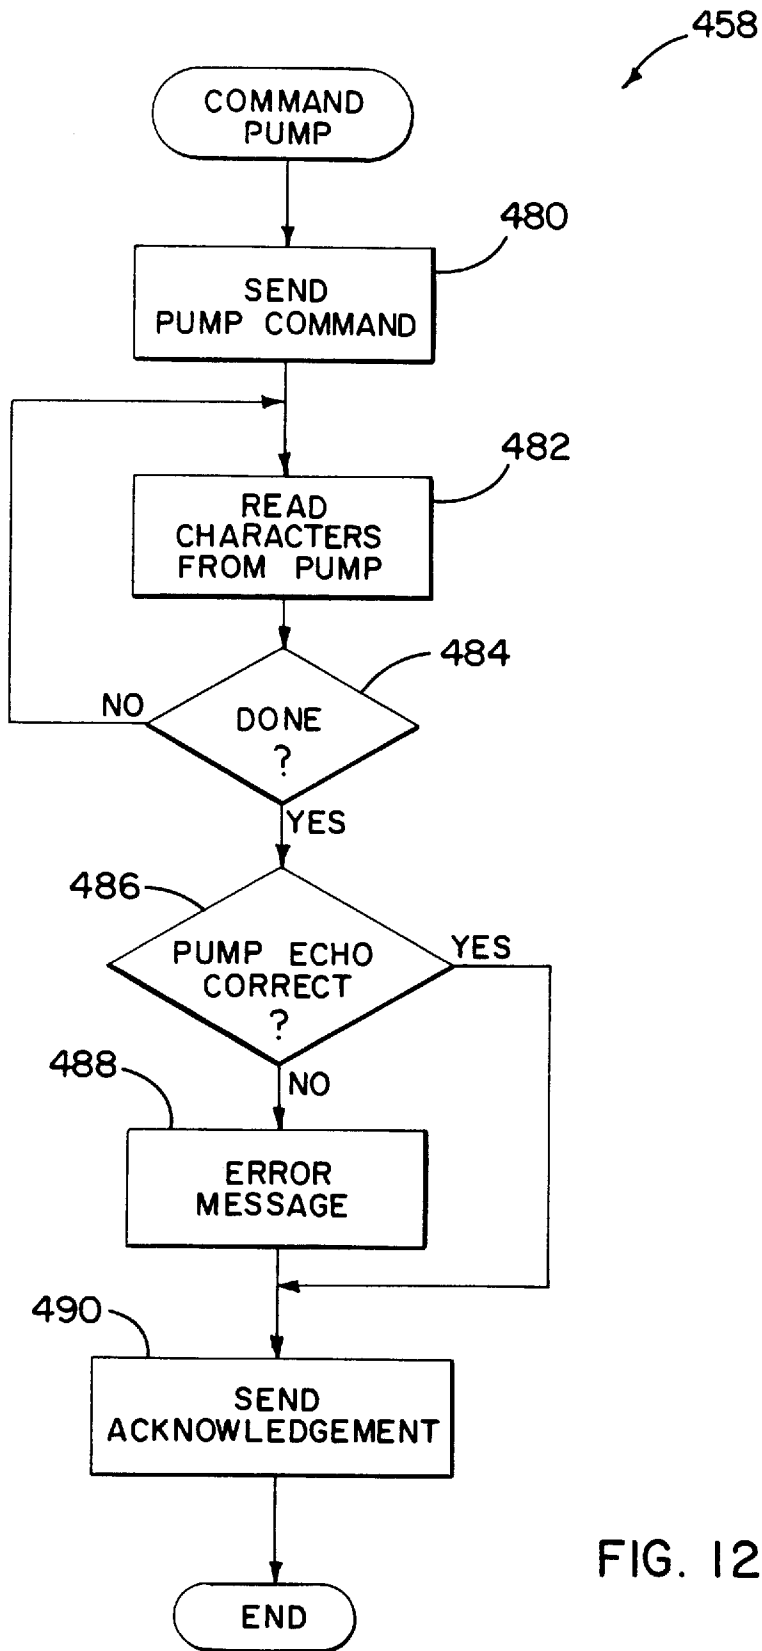 458
COMMAND
PUMP
480
SEND
PUMP COMMAND
482
READ
CHARACTERS
FROM PUMP
484
NO
DONE
?
YES
486
PUMP ECHO
CORRECT
?
YES
488
NO
ERROR
MESSAGE
490
SEND
ACKNOWLEDGEMENT
END
FIG. 12